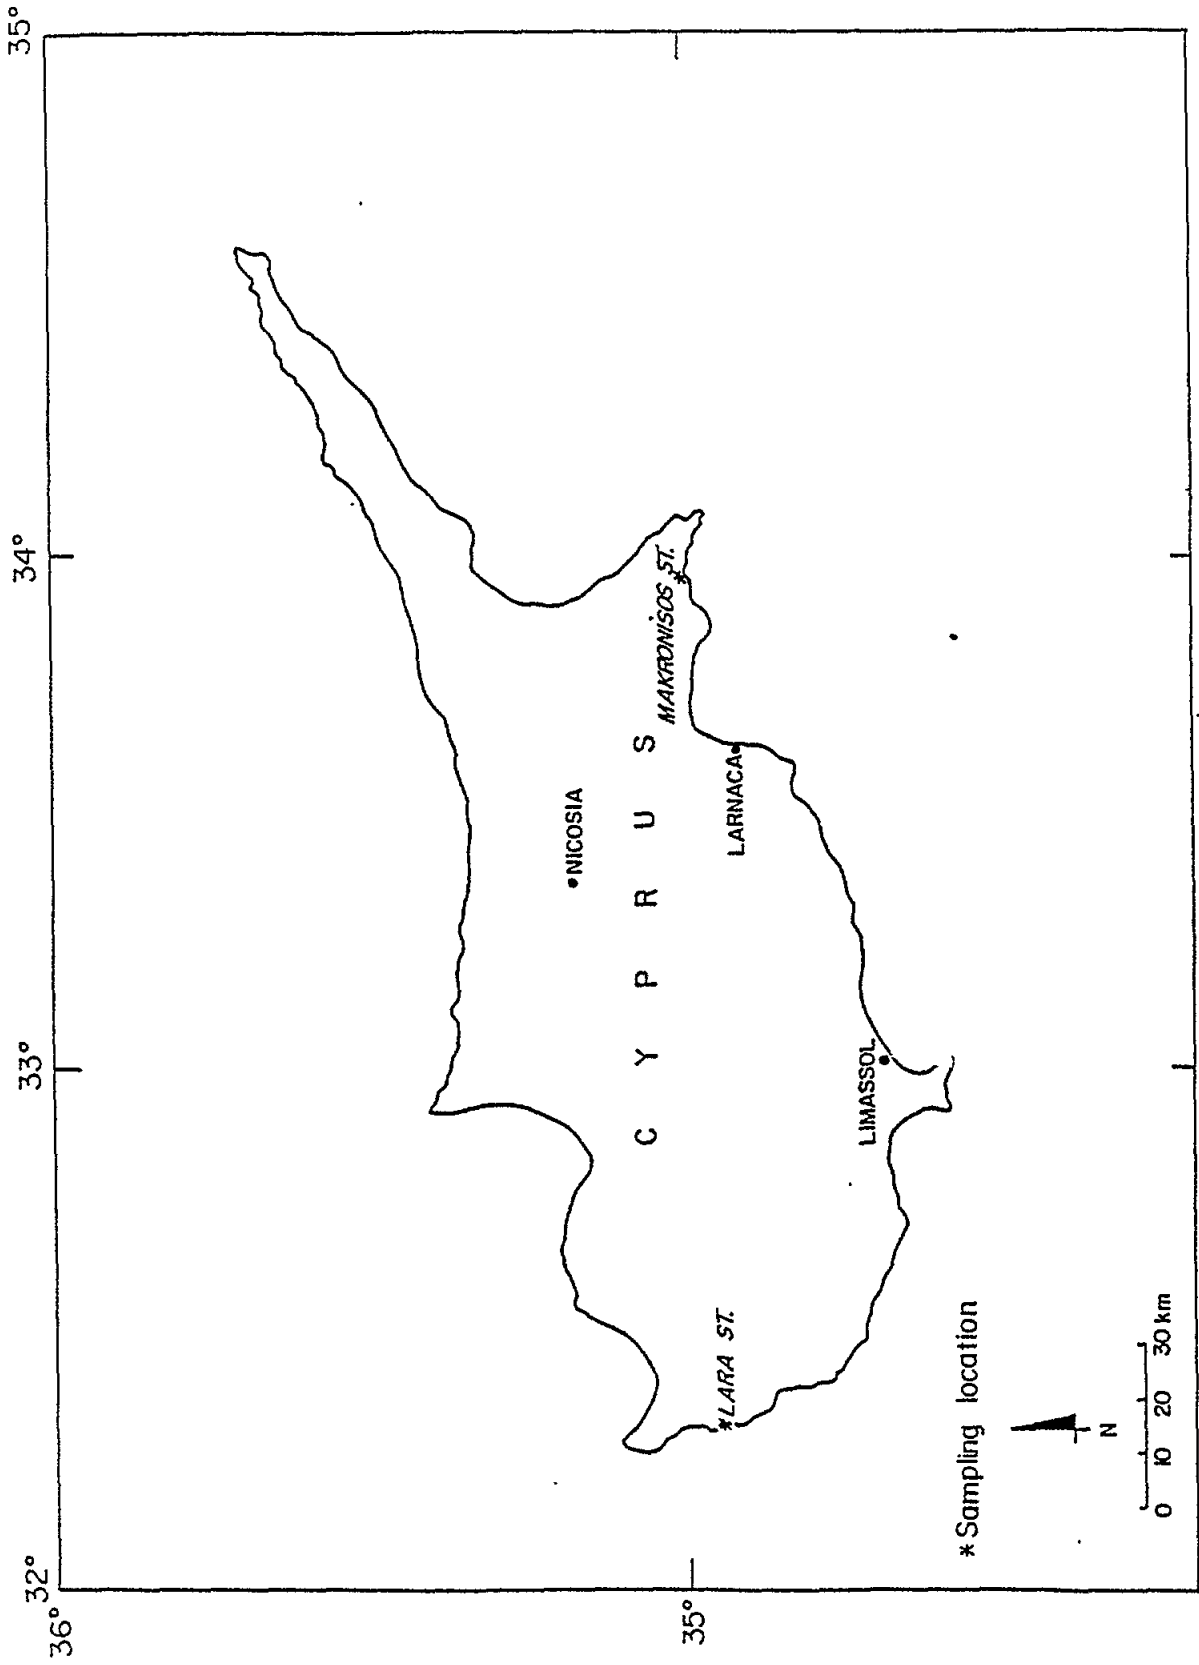 36°
35°
32°
33°
34°
35°
NICOSIA
C Y P R U S
MAKRONISOS ST.
LARNACA
LIMASSOL
*LARA ST.
*Sampling location
N
0 10 20 30 km